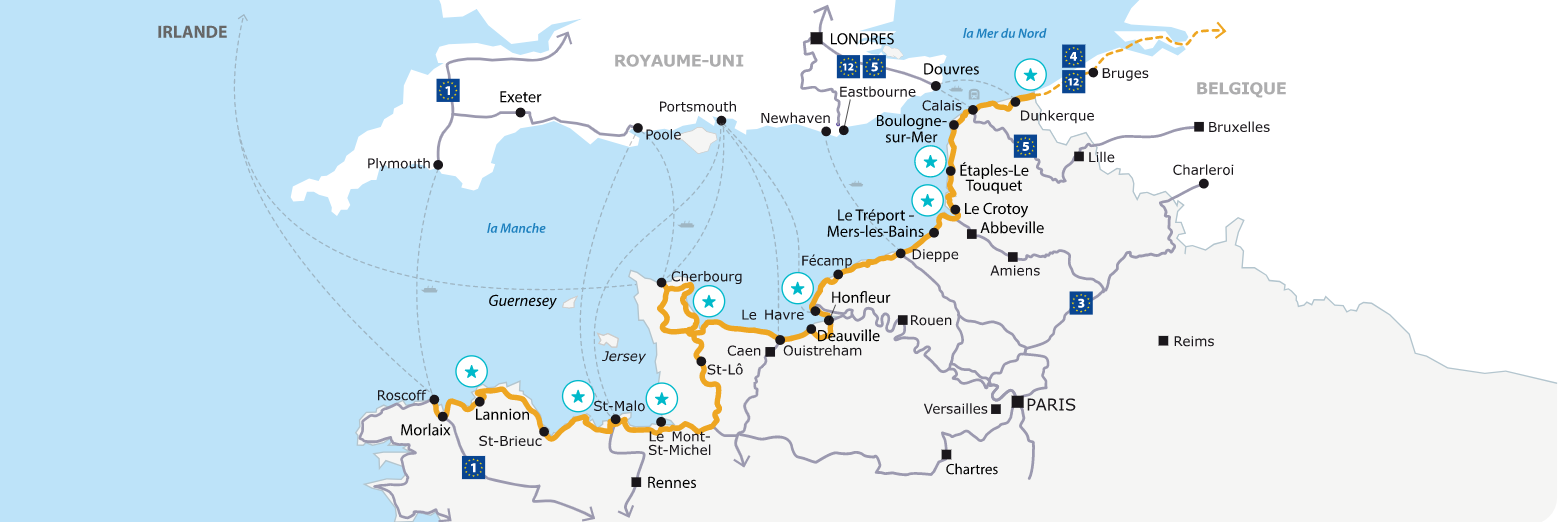 IRLANDE
ROYAUME-UNI
LONDRES
la Mer du Nord
4
12
5
12
Bruges
BELGIQUE
1
Exeter
Portsmouth
Poole
Plymouth
Douvres
Eastbourne
Newhaven
Calais
Boulogne-
sur-Mer
Dunkerque
Bruxelles
5
Lille
Charleroi
Étaples-Le
Touquet
Le Crotoy
Abbeville
Le Tréport -
Mers-les-Bains
la Manche
Dieppe
Amiens
Fécamp
Cherbourg
Guernesey
Honfleur
Le Havre
3
Rouen
Deauville
Reims
Jersey
Caen
Ouistreham
St-Lô
Roscoff
Lannion
St-Malo
Versailles
PARIS
Morlaix
St-Brieuc
Le Mont-
St-Michel
1
Chartres
Rennes